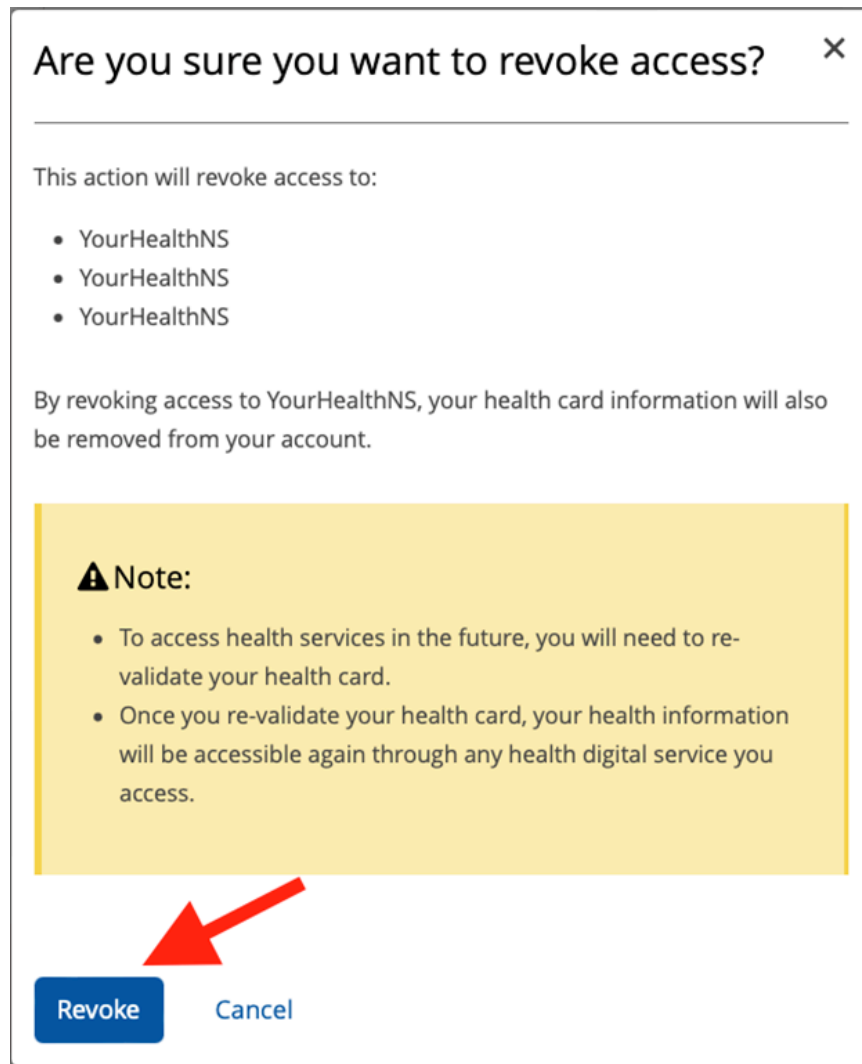 Are you sure you want to revoke access? ×
This action will revoke access to:
• YourHealthNS
• YourHealthNS
• YourHealthNS
By revoking access to YourHealthNS, your health card information will also
be removed from your account.
Note:
• To access health services in the future, you will need to re-
validate your health card.
• Once you re-validate your health card, your health information
will be accessible again through any health digital service you
access.
Revoke Cancel